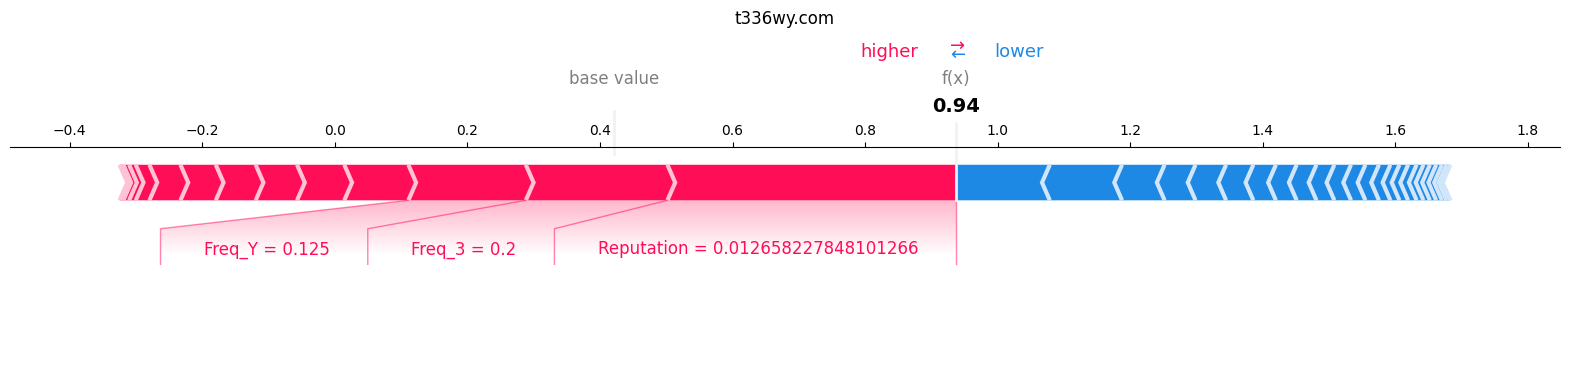 t336wy.com
higher ⇄ lower
base value f(x)
0.94
−0.4 −0.2 0.0 0.2 0.4 0.6 0.8 1.0 1.2 1.4 1.6 1.8
Freq_Y = 0.125 Freq_3 = 0.2 Reputation = 0.012658227848101266